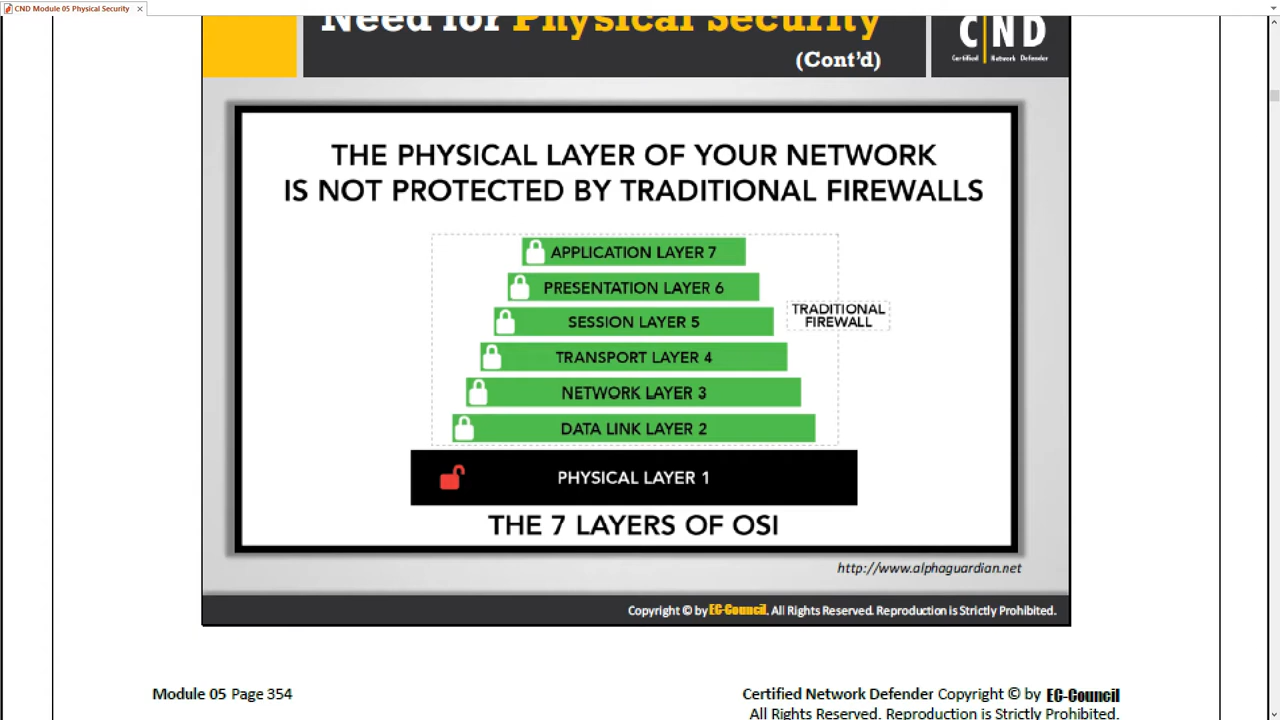 CND Module 05 Physical Security
Need for Physical Security
(Cont'd)
CND
Certified Network Defender
THE PHYSICAL LAYER OF YOUR NETWORK
IS NOT PROTECTED BY TRADITIONAL FIREWALLS
APPLICATION LAYER 7
PRESENTATION LAYER 6
TRADITIONAL
FIREWALL
SESSION LAYER 5
TRANSPORT LAYER 4
NETWORK LAYER 3
DATA LINK LAYER 2
PHYSICAL LAYER 1
THE 7 LAYERS OF OSI
http://www.alphaguardian.net
Copyright © by EC-Council. All Rights Reserved. Reproduction is Strictly Prohibited.
Module 05 Page 354
Certified Network Defender Copyright © by EC-Council
All Rights Reserved. Reproduction is Strictly Prohibited.